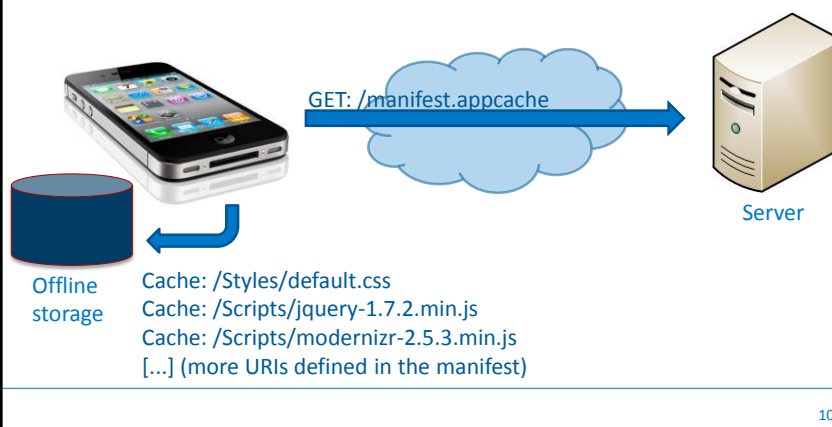 GET: /manifest.appcache
Server
Offline
storage
Cache: /Styles/default.css
Cache: /Scripts/jquery-1.7.2.min.js
Cache: /Scripts/modernizr-2.5.3.min.js
[...] (more URIs defined in the manifest)
10